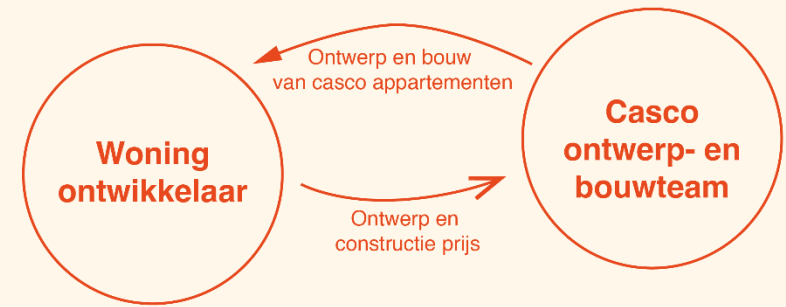 Ontwerp en bouw
van casco appartementen
Woning
ontwikkelaar
Casco
ontwerp- en
bouwteam
Ontwerp en
constructie prijs